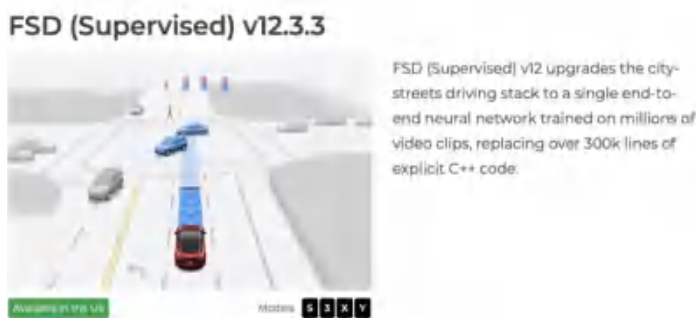 FSD (Supervised) v12.3.3
FSD (Supervised) v12 upgrades the city-
streets driving stack to a single end-to-
end neural network trained on millions of
video clips, replacing over 300k lines of
explicit C++ code.
Available in the US
Models S 3 X Y